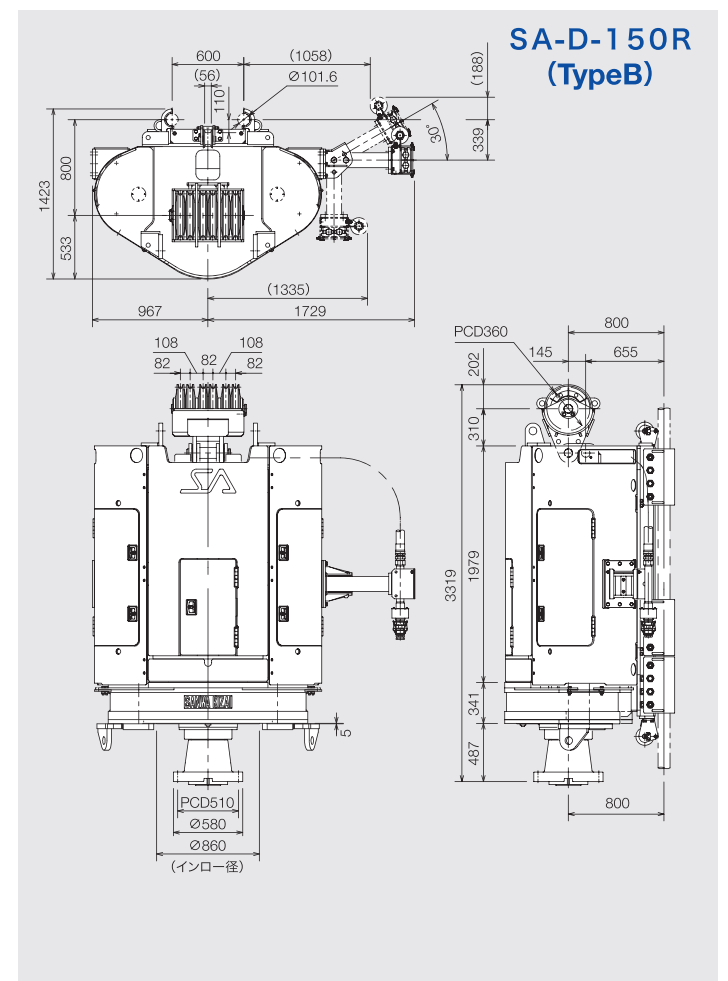 SA-D-150R
（TypeB）
600
（1058）
（188）
（56）
Ø101.6
110
30°
339
1423
800
533
（1335）
967
1729
108
108
82
82
82
PCD360
800
145
655
202
310
1979
3319
341
487
SA
SANWA KIZAI
5
PCD510
Ø580
Ø860
（インロー径）
800